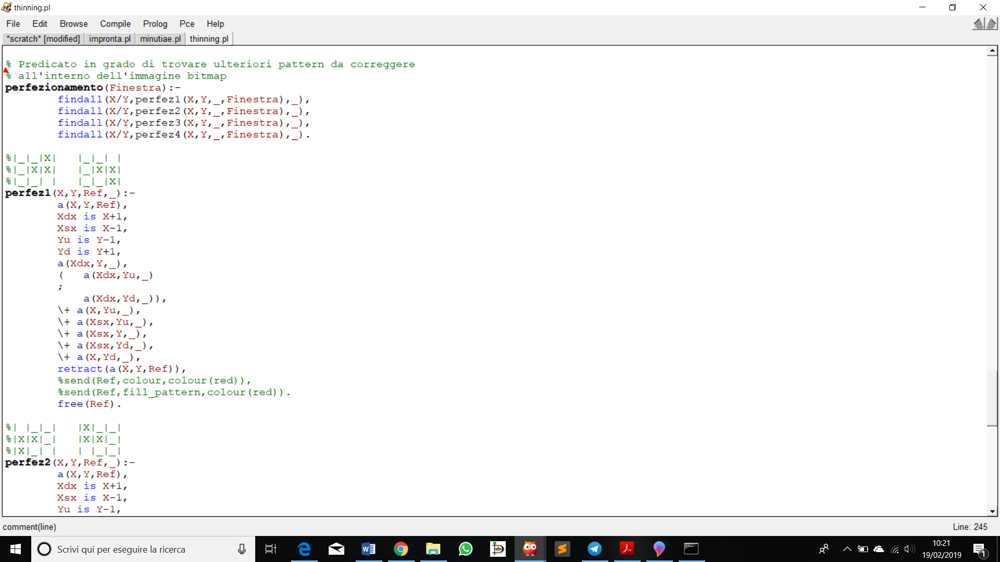 thinning.pl
File Edit Browse Compile Prolog Pce Help
*scratch* [modified] impronta.pl minutiae.pl thinning.pl
% Predicato in grado di trovare ulteriori pattern da correggere
% all'interno dell'immagine bitmap
perfezionamento(Finestra):-
        findall(X/Y,perfez1(X,Y,_,Finestra),_),
        findall(X/Y,perfez2(X,Y,_,Finestra),_),
        findall(X/Y,perfez3(X,Y,_,Finestra),_),
        findall(X/Y,perfez4(X,Y,_,Finestra),_).
%|_|_|X|   |_|_| |
%|_|X|X|   |_|X|X|
%|_|_| |   |_|_|X|
perfez1(X,Y,Ref,_):-
        a(X,Y,Ref),
        Xdx is X+1,
        Xsx is X-1,
        Yu is Y-1,
        Yd is Y+1,
        a(Xdx,Y,_),
        (   a(Xdx,Yu,_)
        ;
            a(Xdx,Yd,_)),
        \+ a(X,Yu,_),
        \+ a(Xsx,Yu,_),
        \+ a(Xsx,Y,_),
        \+ a(Xsx,Yd,_),
        \+ a(X,Yd,_),
        retract(a(X,Y,Ref)),
        %send(Ref,colour,colour(red)),
        %send(Ref,fill_pattern,colour(red)).
        free(Ref).
%| |_|_|   |X|_|_|
%|X|X|_|   |X|X|_|
%|X|_| |   | |_|_|
perfez2(X,Y,Ref,_):-
        a(X,Y,Ref),
        Xdx is X+1,
        Xsx is X-1,
        Yu is Y-1,
comment(line) Line: 245
Scrivi qui per eseguire la ricerca
10:21
19/02/2019
1